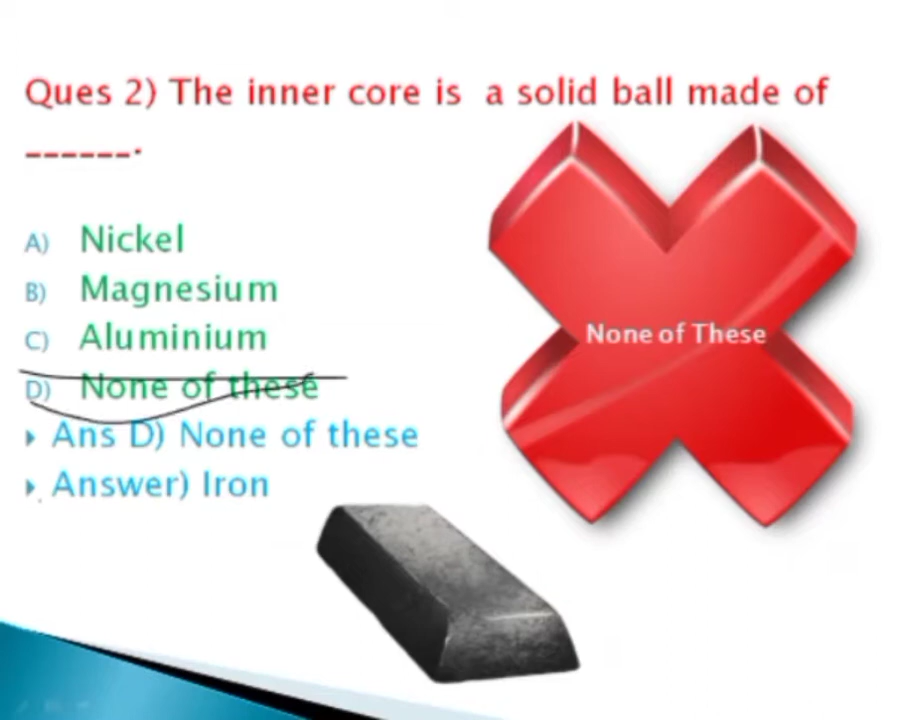 Ques 2) The inner core is a solid ball made of
______.
A) Nickel
B) Magnesium
C) Aluminium
D) None of these
Ans D) None of these
Answer) Iron
None of These